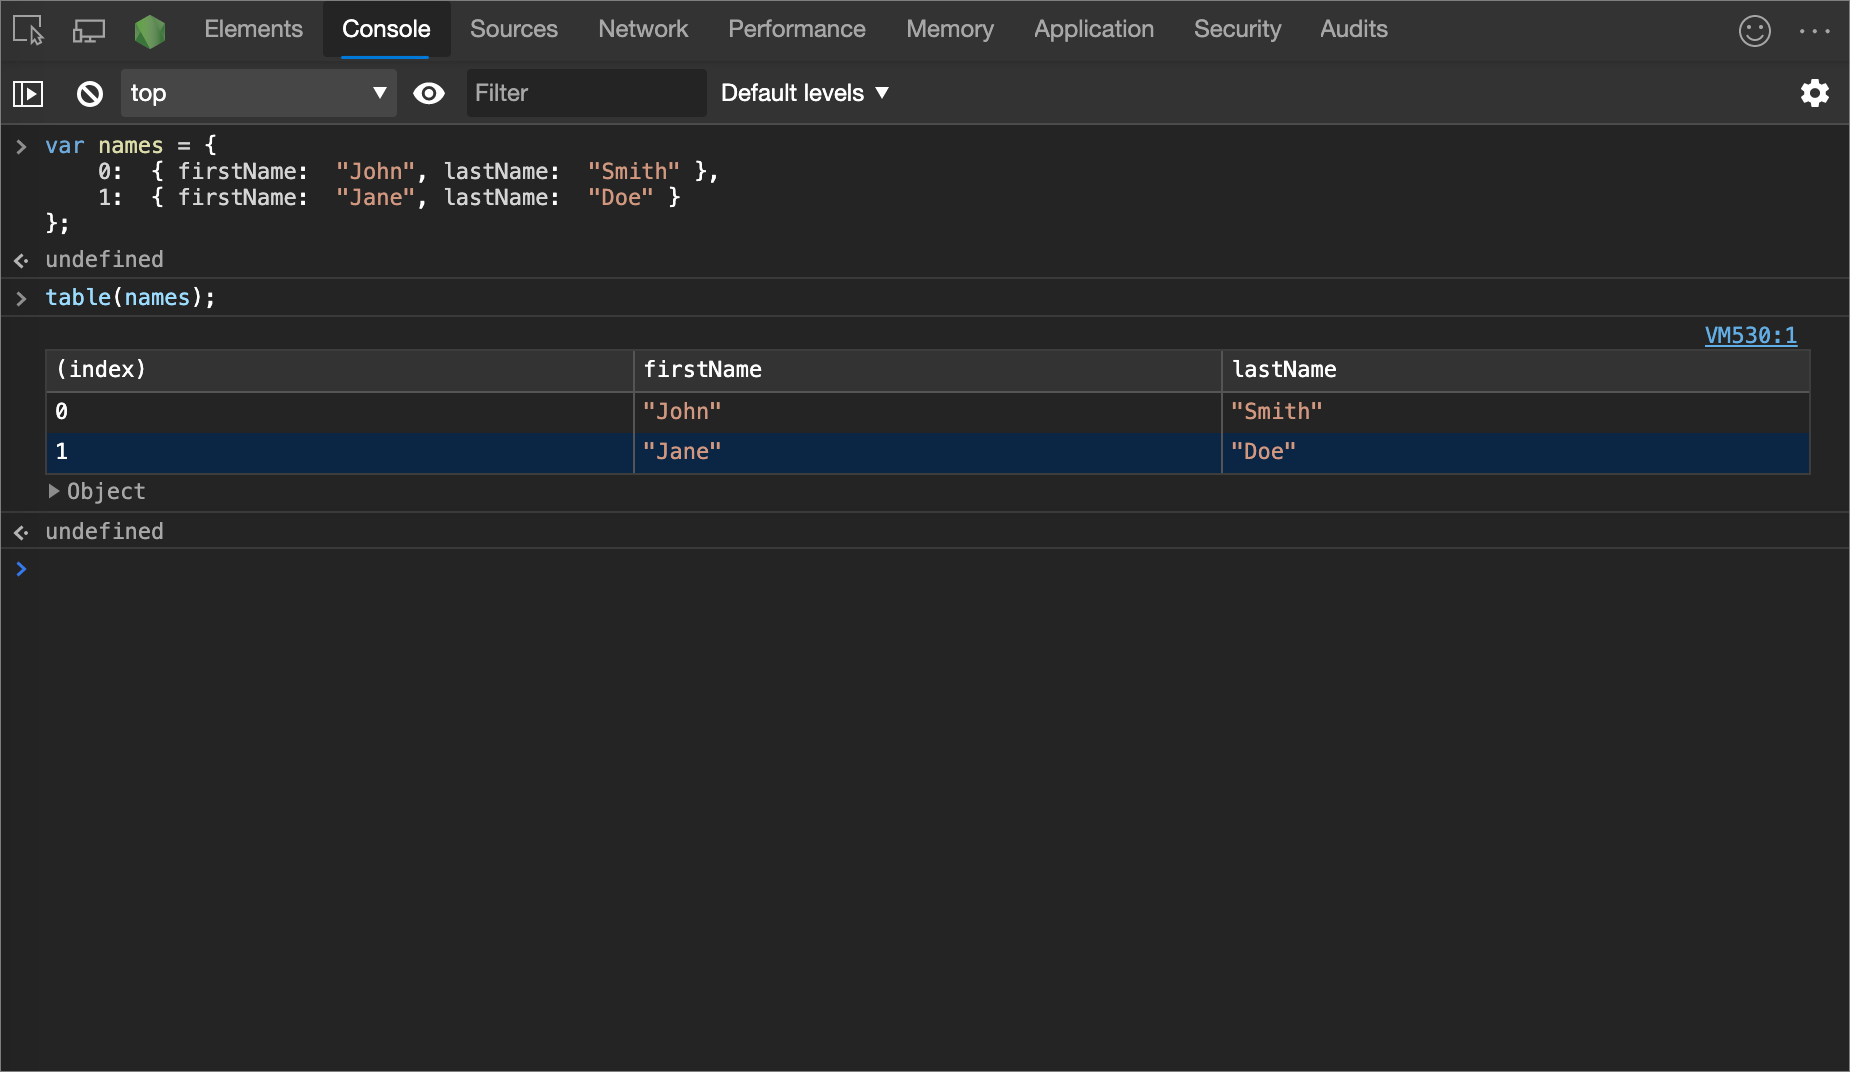 Elements Console Sources Network Performance Memory Application Security Audits
top Filter Default levels
var names = {
0: { firstName: "John", lastName: "Smith" },
1: { firstName: "Jane", lastName: "Doe" }
};
undefined
table(names);
VM530:1
(index) firstName lastName
0 "John" "Smith"
1 "Jane" "Doe"
Object
undefined